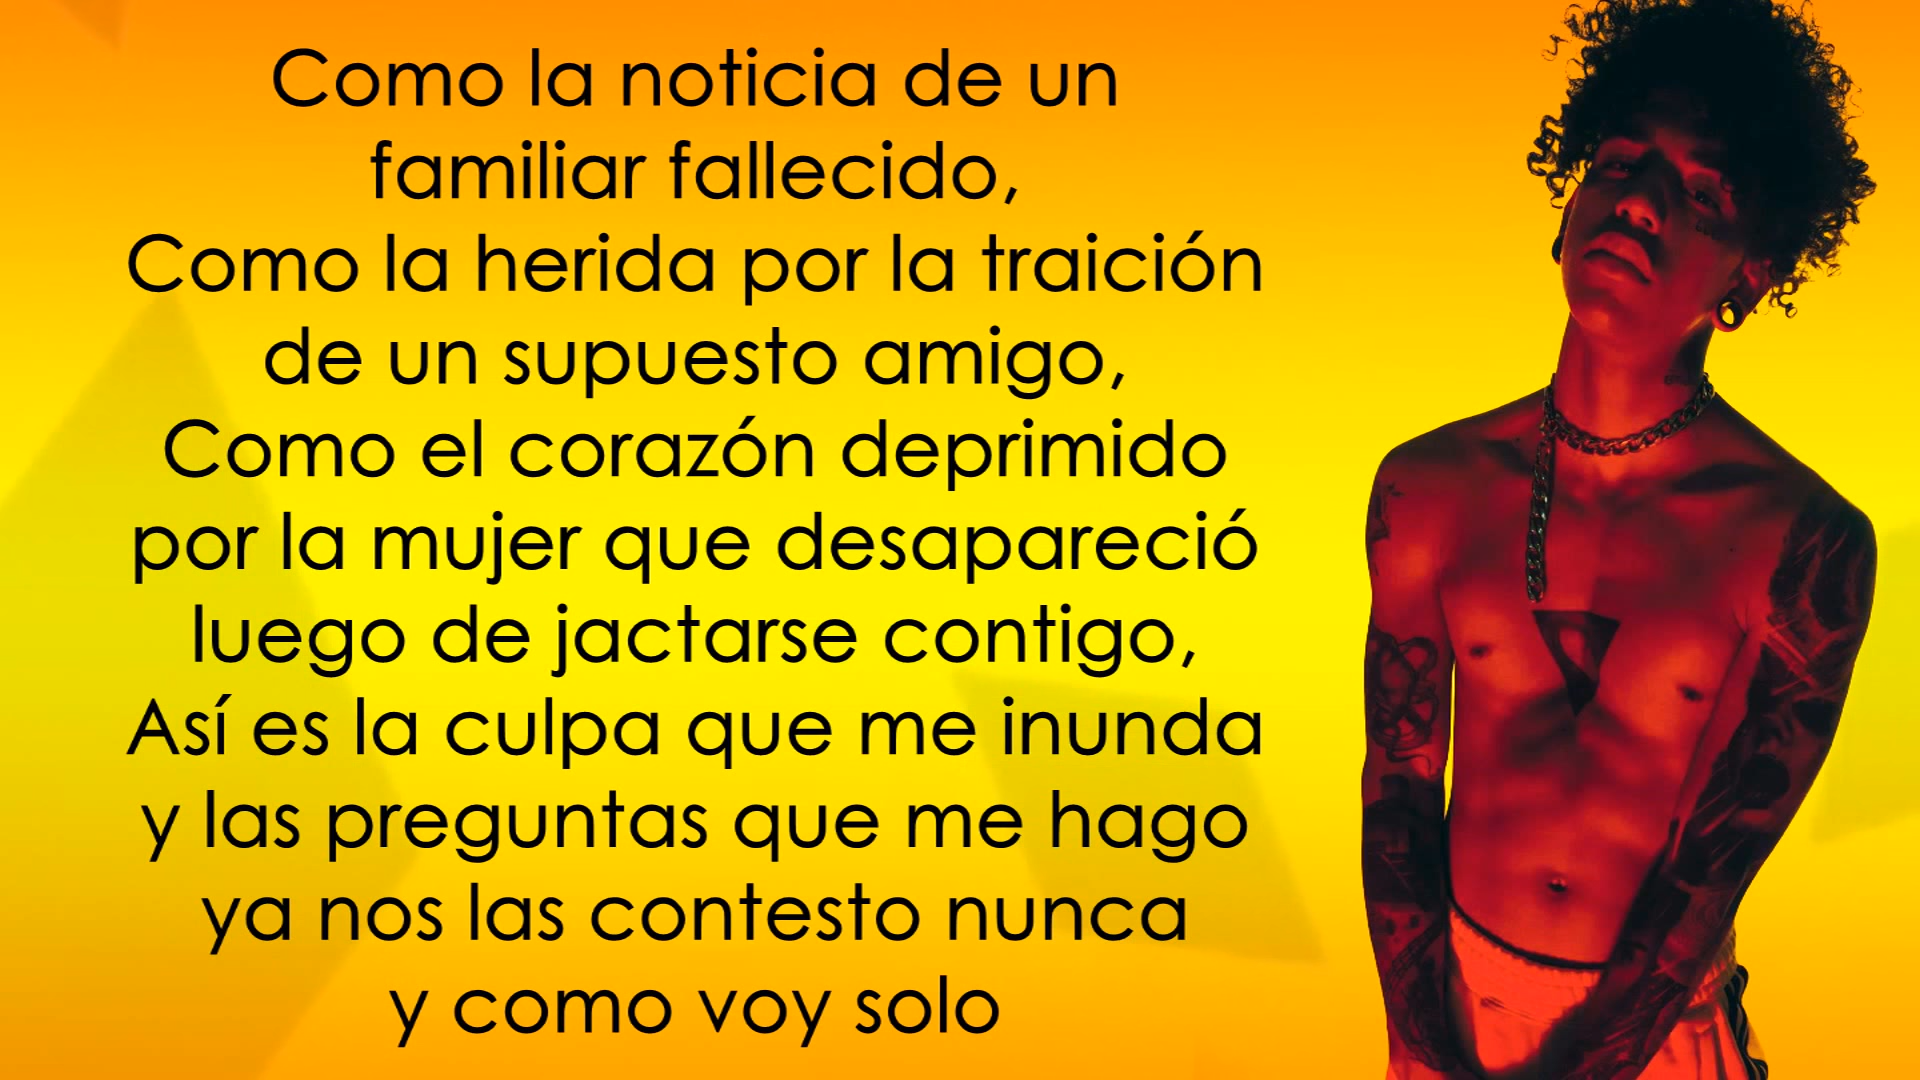 Como la noticia de un
familiar fallecido,
Como la herida por la traición
de un supuesto amigo,
Como el corazón deprimido
por la mujer que desapareció
luego de jactarse contigo,
Así es la culpa que me inunda
y las preguntas que me hago
ya nos las contesto nunca
y como voy solo